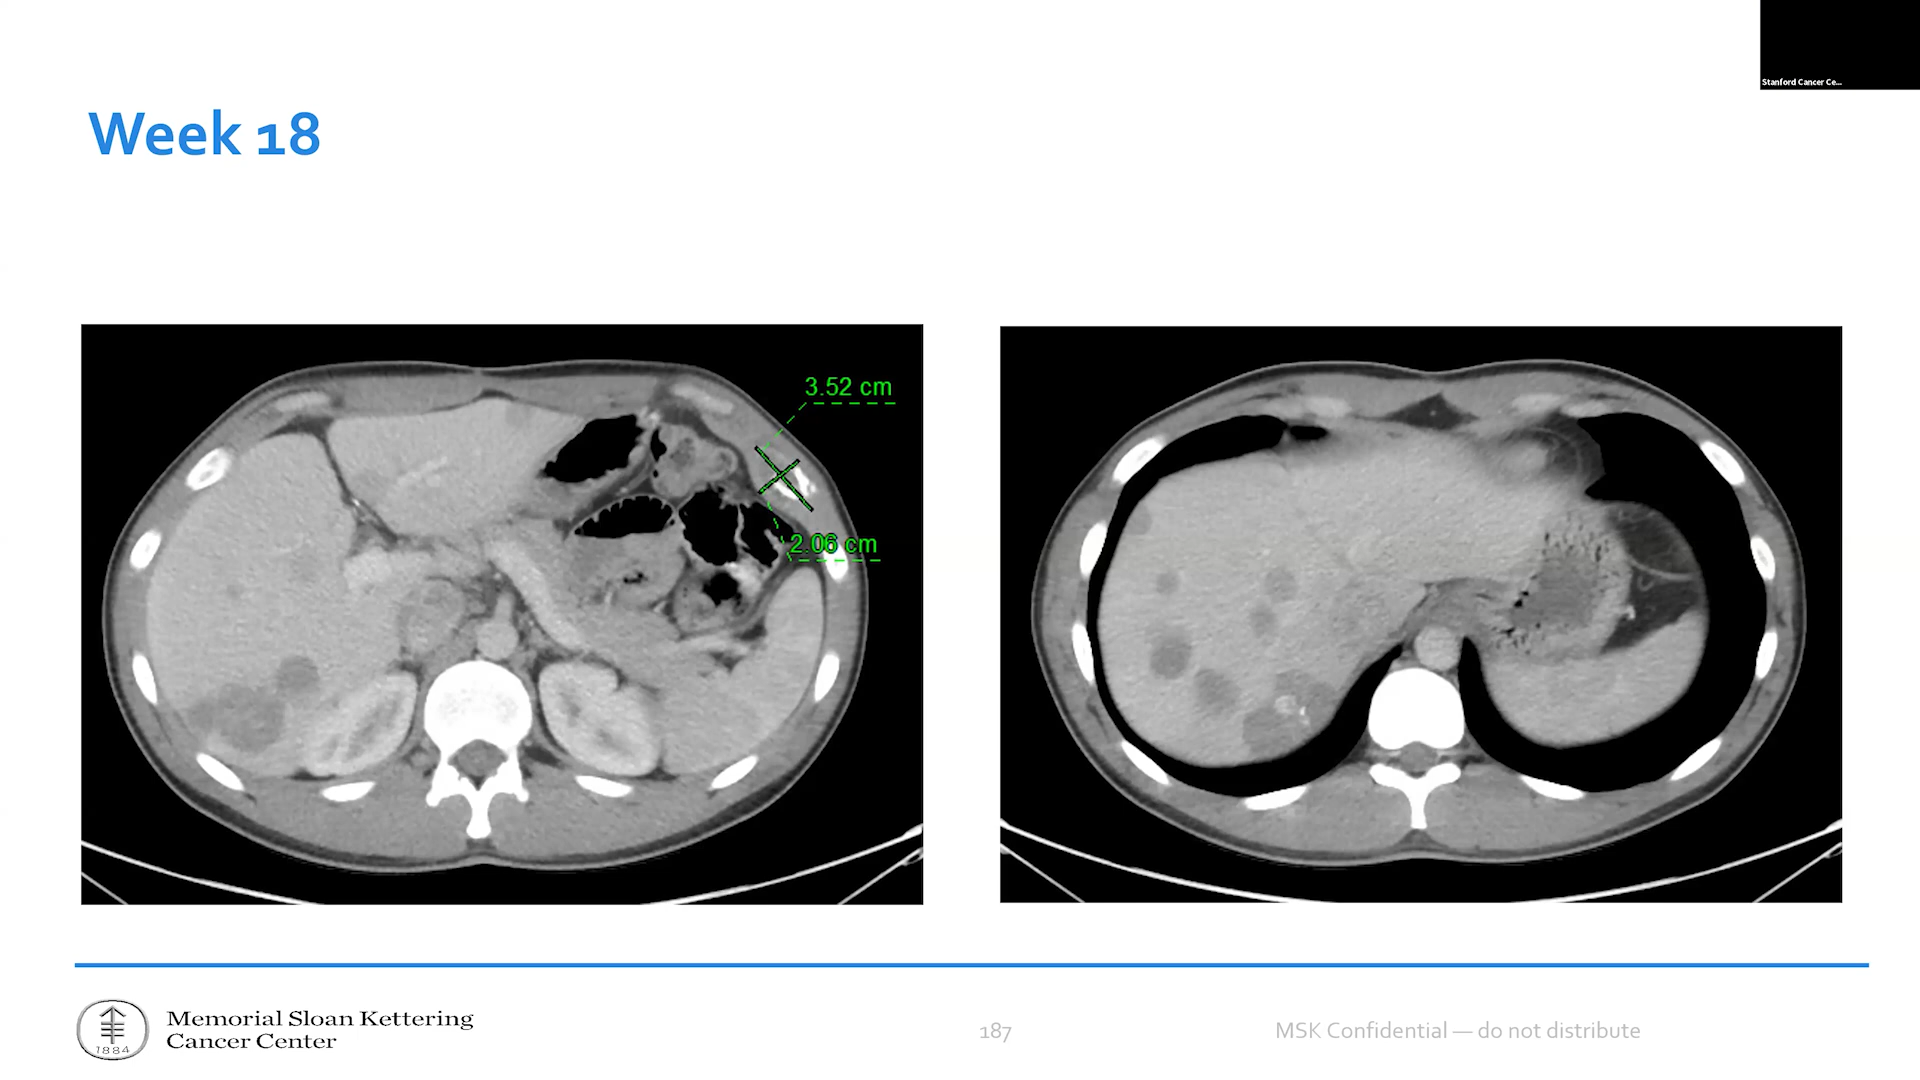 Stanford Cancer Ce...
Week 18
3.52 cm
2.06 cm
1884
Memorial Sloan Kettering
Cancer Center
187
MSK Confidential — do not distribute